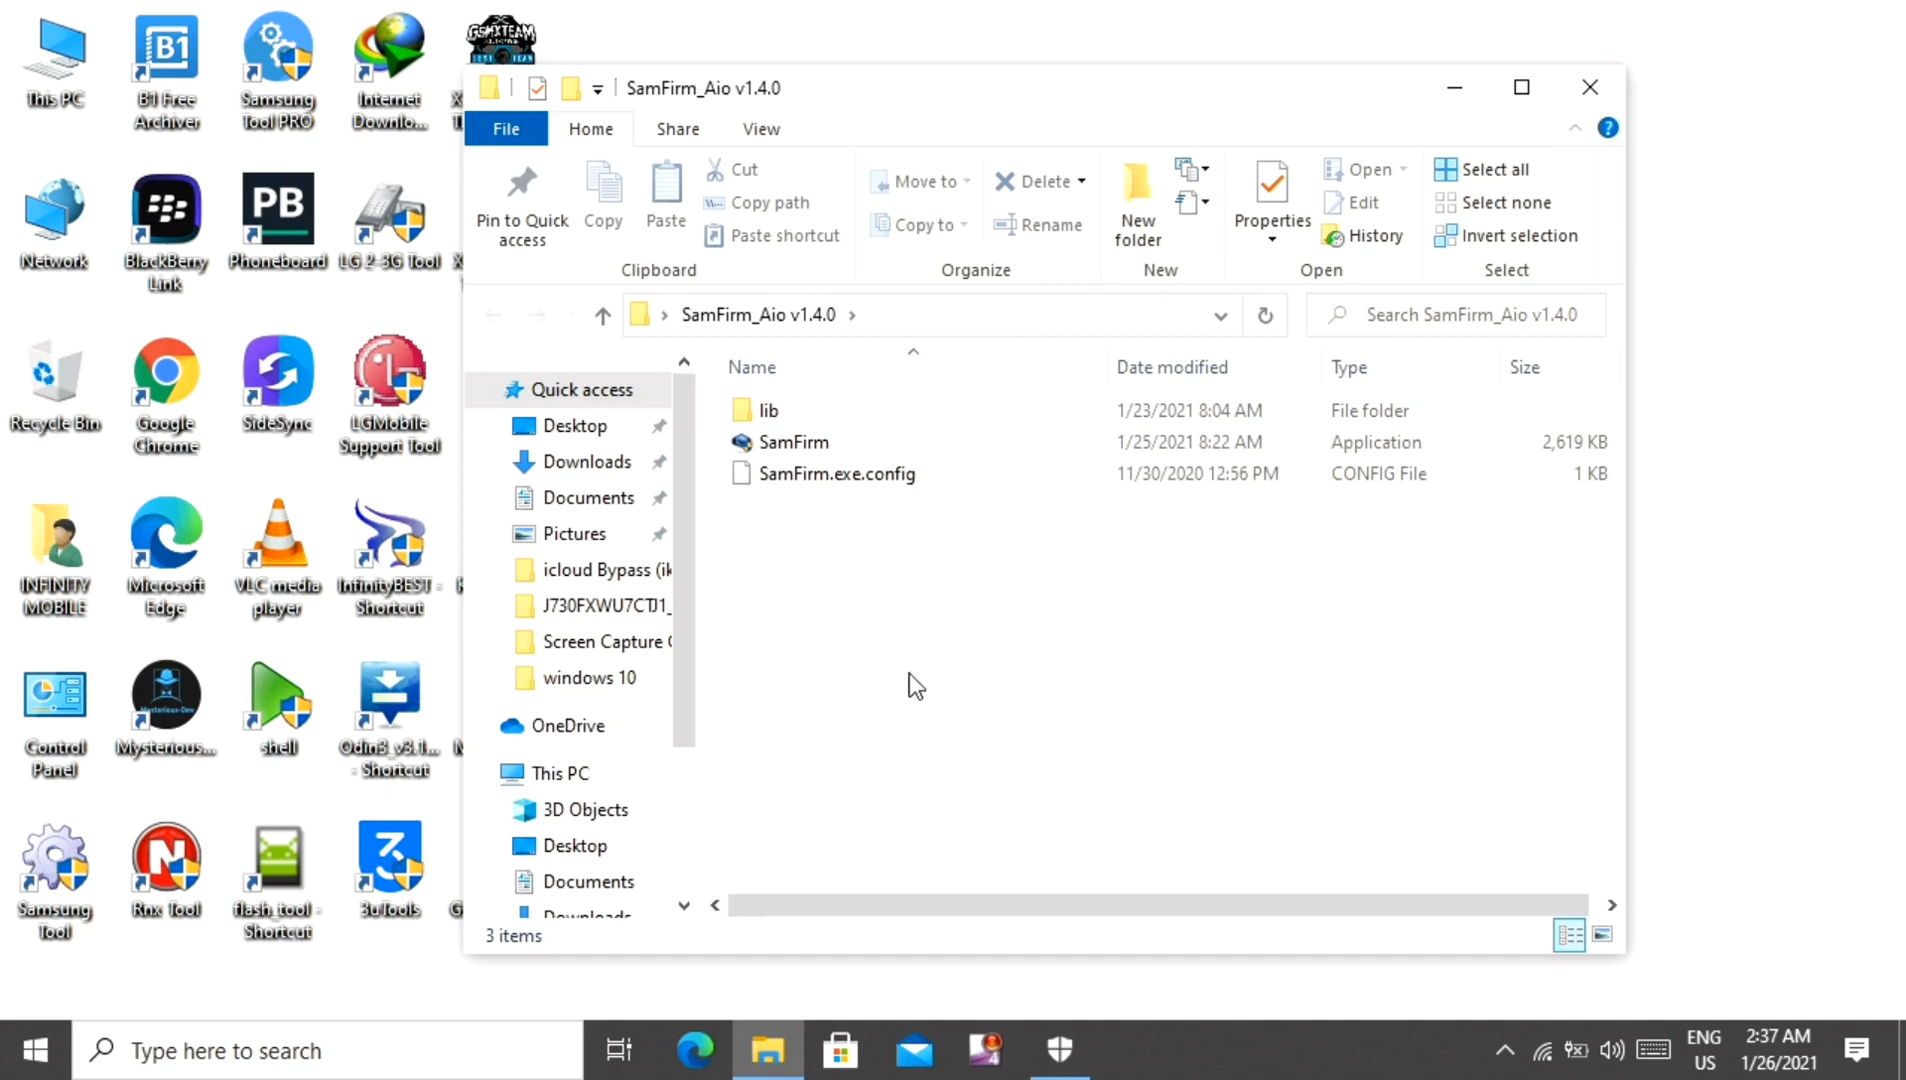 This PC
B1 Free
Archiver
Samsung
Tool PRO
Internet
Downlo...
GSMXTEAM
BEST TEAM
Network
BlackBerry
Link
PB
Phoneboard
LG 2-3G Tool
Recycle Bin
Google
Chrome
SideSync
LGMobile
Support Tool
INFINITY
MOBILE
Microsoft
Edge
VLC media
player
InfinityBEST -
Shortcut
Control
Panel
Mysterious-Dev
Mysterious...
shell
Odin3_v3.1...
- Shortcut
Samsung
Tool
Rnx Tool
flash_tool -
Shortcut
3uTools
SamFirm_Aio v1.4.0
File
Home
Share
View
Pin to Quick
access
Copy
Paste
Cut
Copy path
Paste shortcut
Clipboard
Move to
Copy to
Delete
Rename
Organize
New
folder
New
Properties
Open
Edit
History
Open
Select all
Select none
Invert selection
Select
SamFirm_Aio v1.4.0
Search SamFirm_Aio v1.4.0
Quick access
Desktop
Downloads
Documents
Pictures
icloud Bypass (ik
J730FXWU7CTJ1_
Screen Capture
windows 10
OneDrive
This PC
3D Objects
Desktop
Documents
Downloads
Name Date modified Type Size
lib 1/23/2021 8:04 AM File folder
SamFirm 1/25/2021 8:22 AM Application 2,619 KB
SamFirm.exe.config 11/30/2020 12:56 PM CONFIG File 1 KB
3 items
Type here to search
ENG
US
2:37 AM
1/26/2021